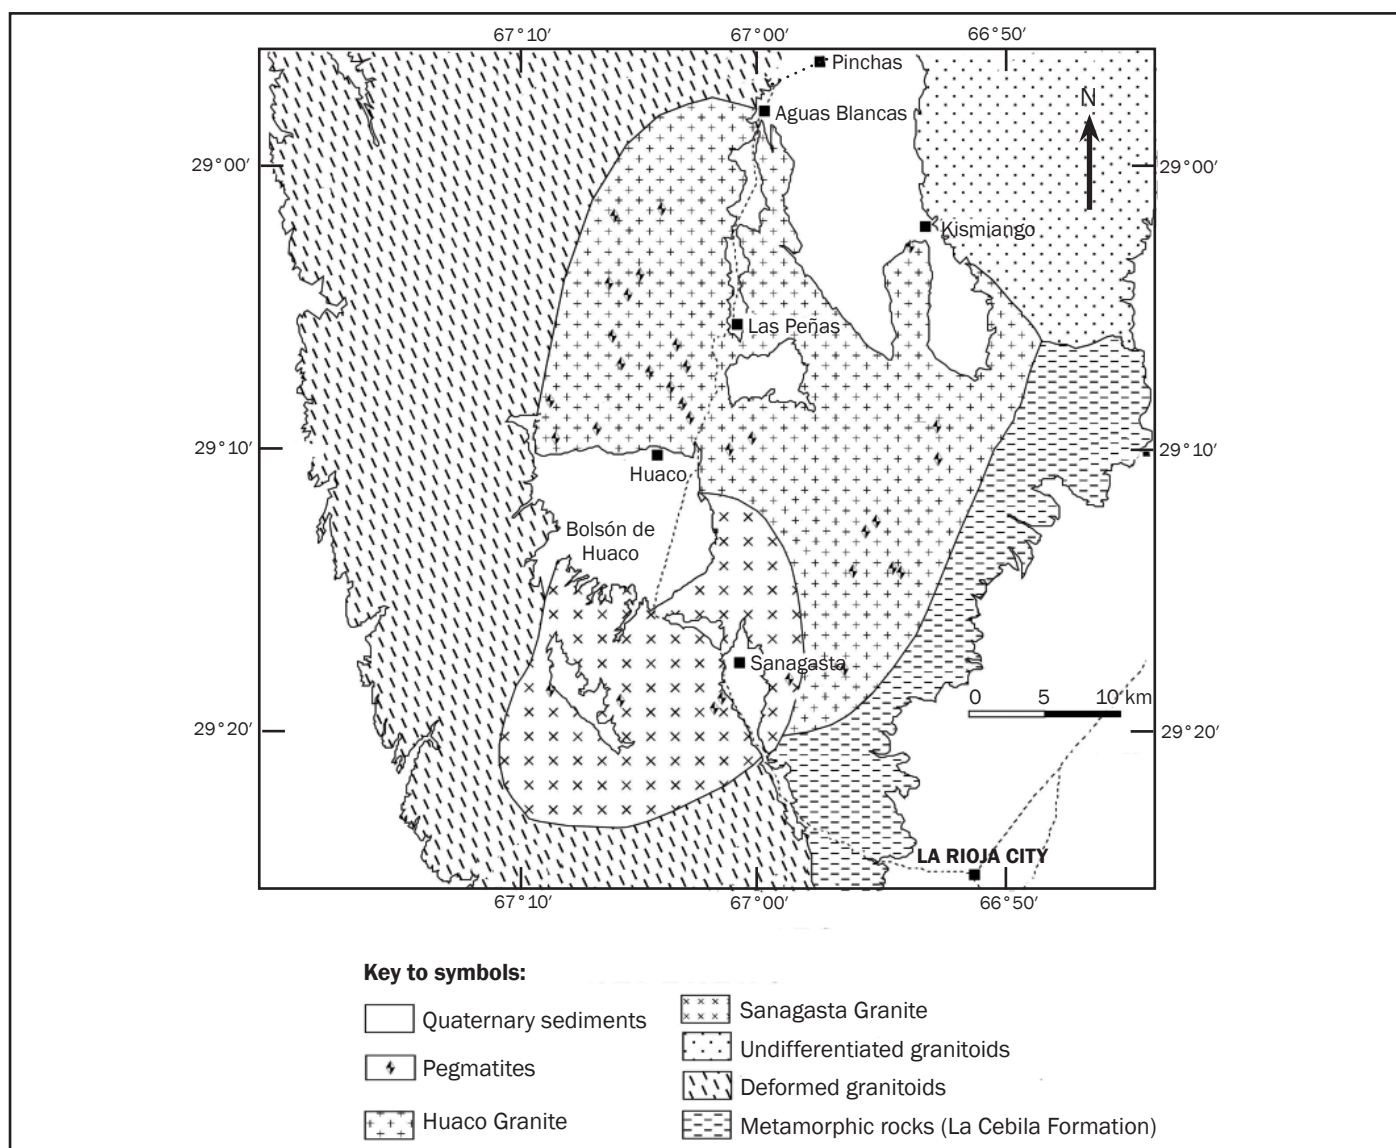 67°10′ 67°00′ 66°50′
Pinchas
N
Aguas Blancas
29°00′ 29°00′
Kismiango
Las Peñas
29°10′ 29°10′
Huaco
Bolsón de
Huaco
Sanagasta
0 5 10 km
29°20′ 29°20′
LA RIOJA CITY
67°10′ 67°00′ 66°50′
Key to symbols:
Quaternary sediments
Pegmatites
Huaco Granite
Sanagasta Granite
Undifferentiated granitoids
Deformed granitoids
Metamorphic rocks (La Cebila Formation)